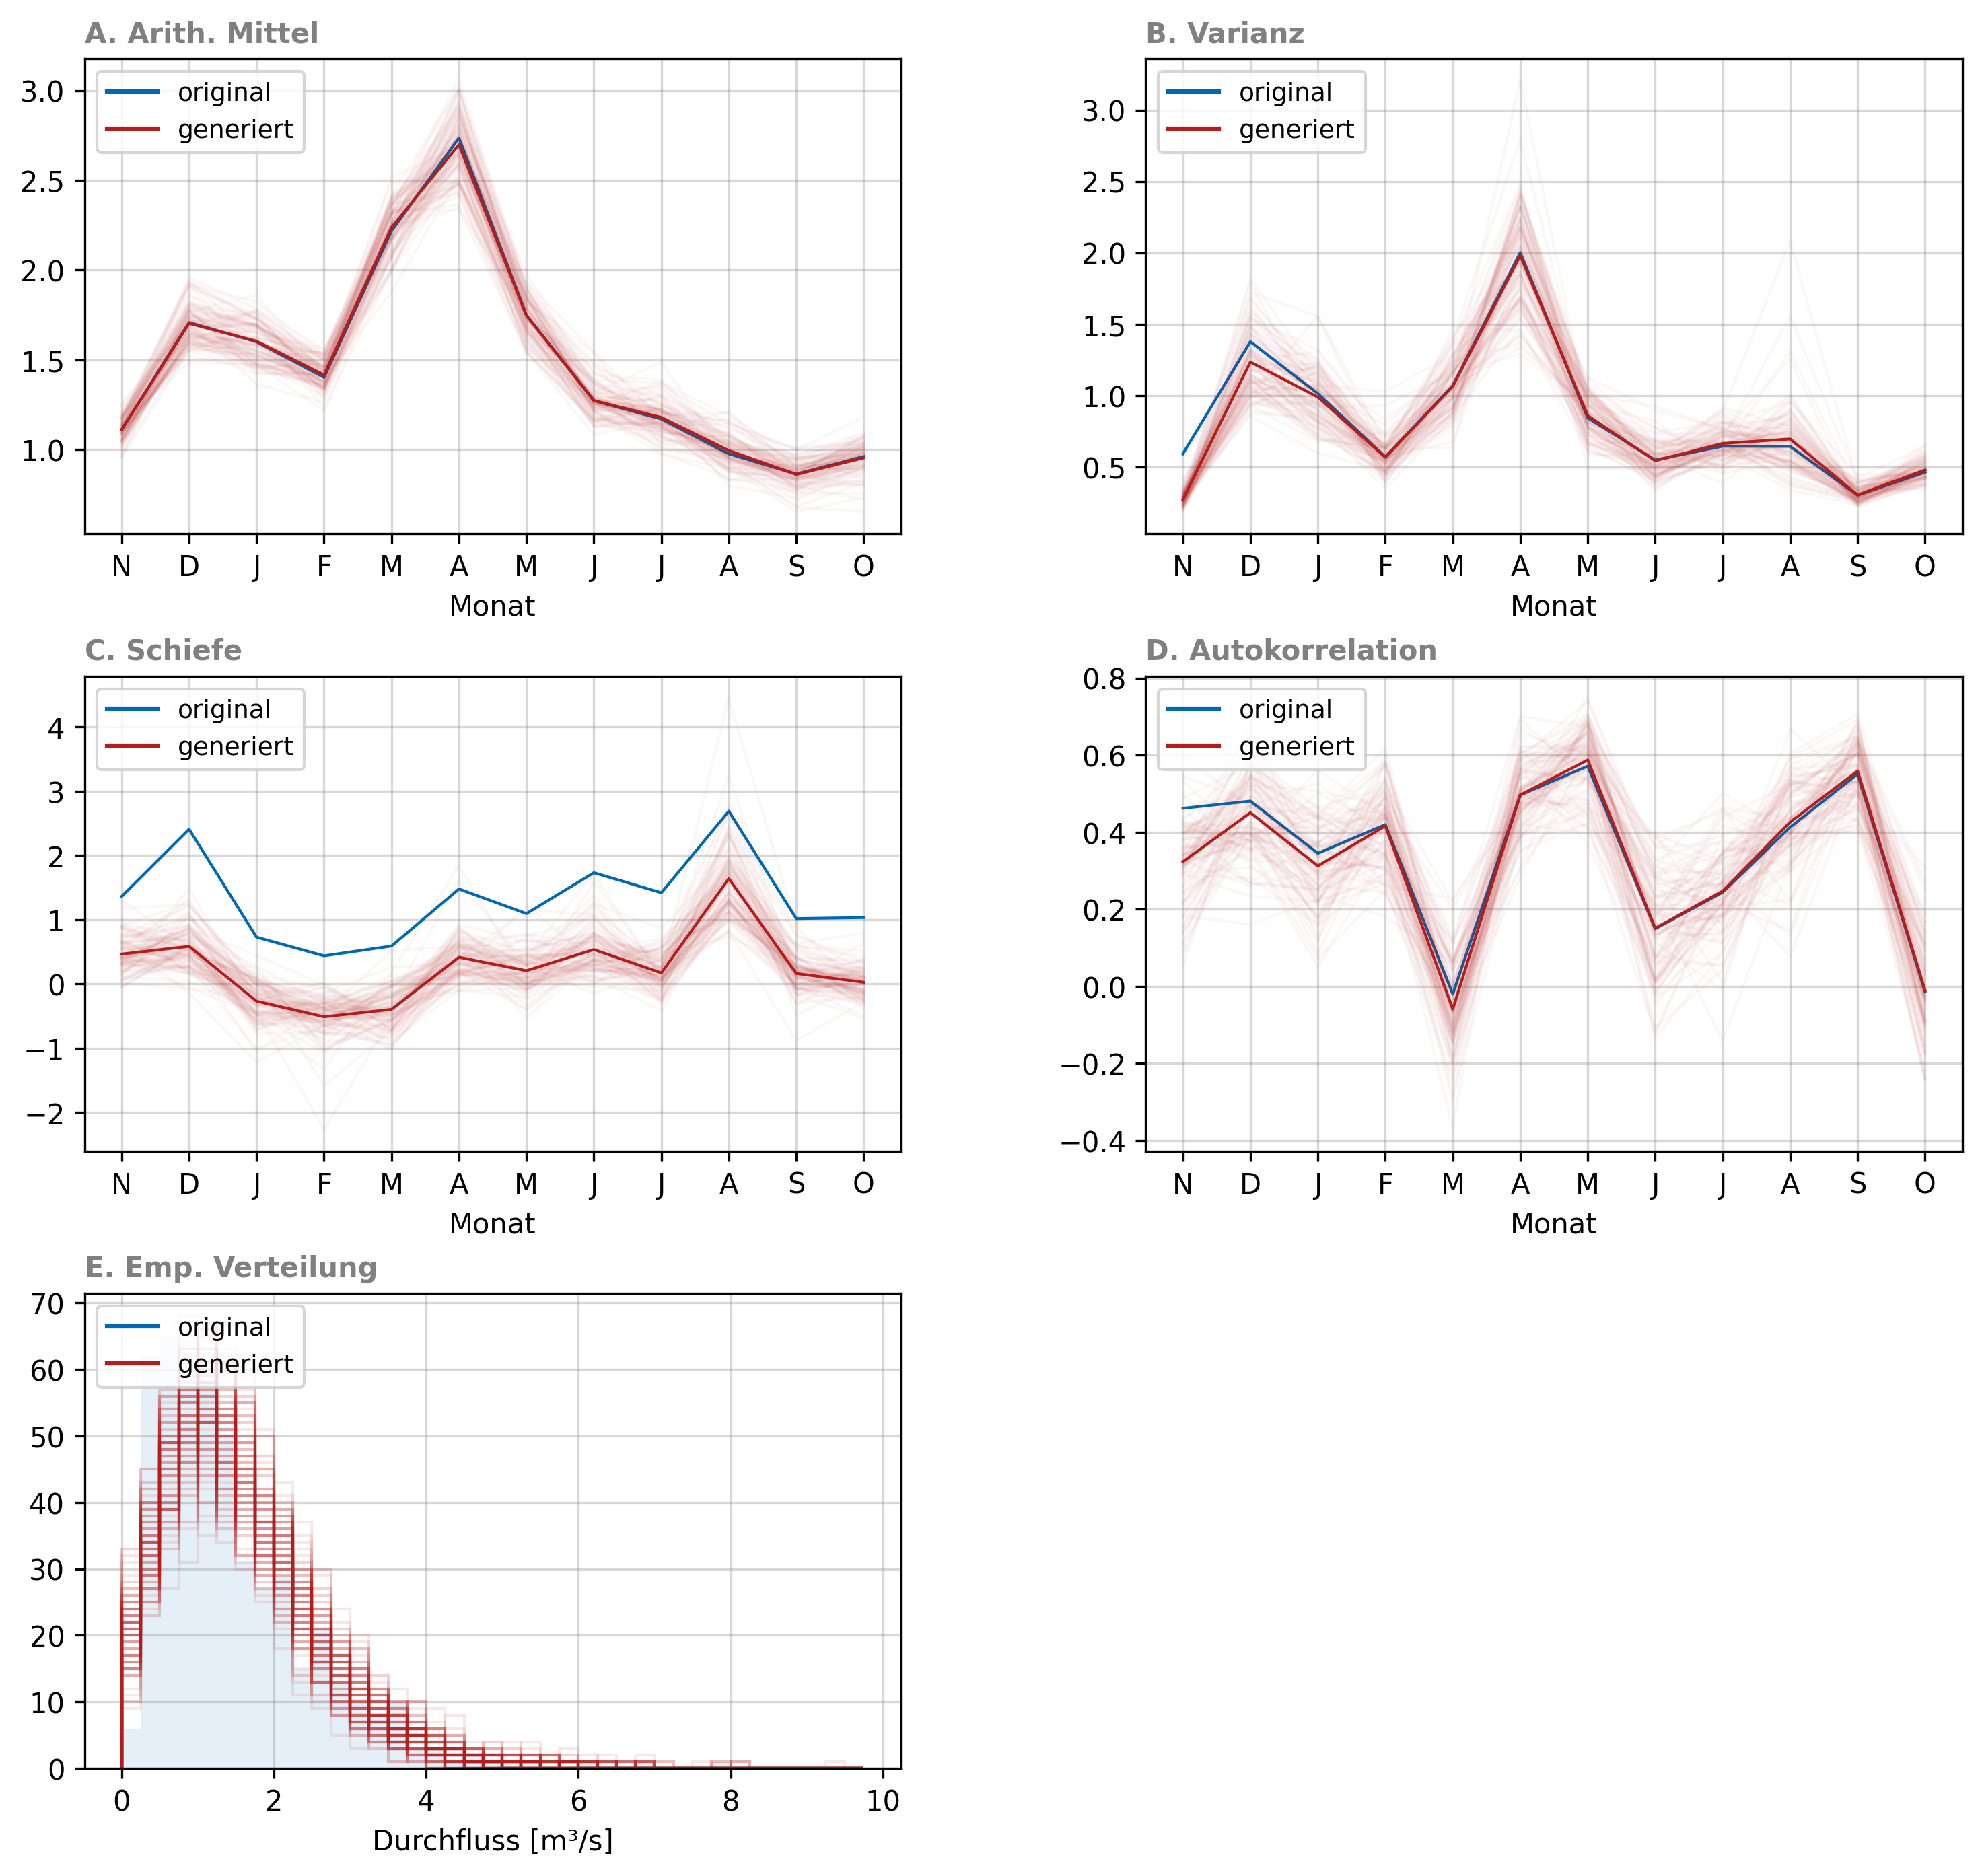 A. Arith. Mittel
original
generiert
3.0
2.5
2.0
1.5
1.0
N D J F M A M J J A S O
Monat
B. Varianz
original
generiert
3.0
2.5
2.0
1.5
1.0
0.5
N D J F M A M J J A S O
Monat
C. Schiefe
original
generiert
4
3
2
1
0
−1
−2
N D J F M A M J J A S O
Monat
D. Autokorrelation
original
generiert
0.8
0.6
0.4
0.2
0.0
−0.2
−0.4
N D J F M A M J J A S O
Monat
E. Emp. Verteilung
original
generiert
70
60
50
40
30
20
10
0
0 2 4 6 8 10
Durchfluss [m³/s]